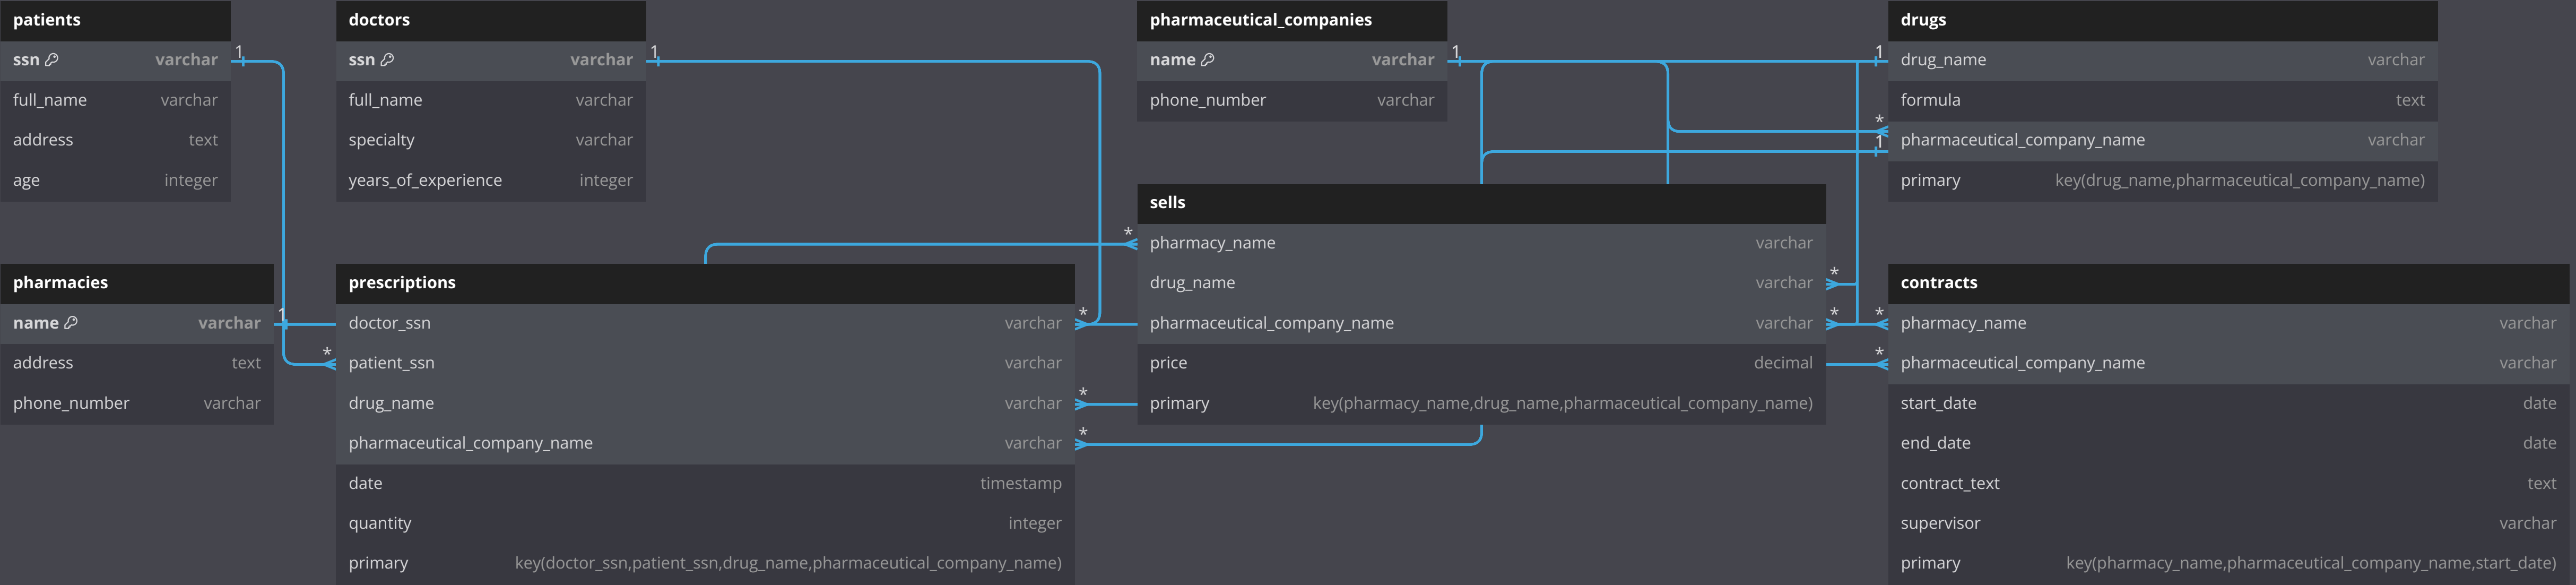 patients
ssn varchar
full_name varchar
address text
age integer
doctors
ssn varchar
full_name varchar
specialty varchar
years_of_experience integer
pharmaceutical_companies
name varchar
phone_number varchar
drugs
drug_name varchar
formula text
pharmaceutical_company_name varchar
primary key(drug_name,pharmaceutical_company_name)
sells
pharmacy_name varchar
drug_name varchar
pharmaceutical_company_name varchar
price decimal
primary key(pharmacy_name,drug_name,pharmaceutical_company_name)
pharmacies
name varchar
address text
phone_number varchar
prescriptions
doctor_ssn varchar
patient_ssn varchar
drug_name varchar
pharmaceutical_company_name varchar
date timestamp
quantity integer
primary key(doctor_ssn,patient_ssn,drug_name,pharmaceutical_company_name)
contracts
pharmacy_name varchar
pharmaceutical_company_name varchar
start_date date
end_date date
contract_text text
supervisor varchar
primary key(pharmacy_name,pharmaceutical_company_name,start_date)
1
1
1
1
1
1
*
*
*
*
*
*
*
*
*
*